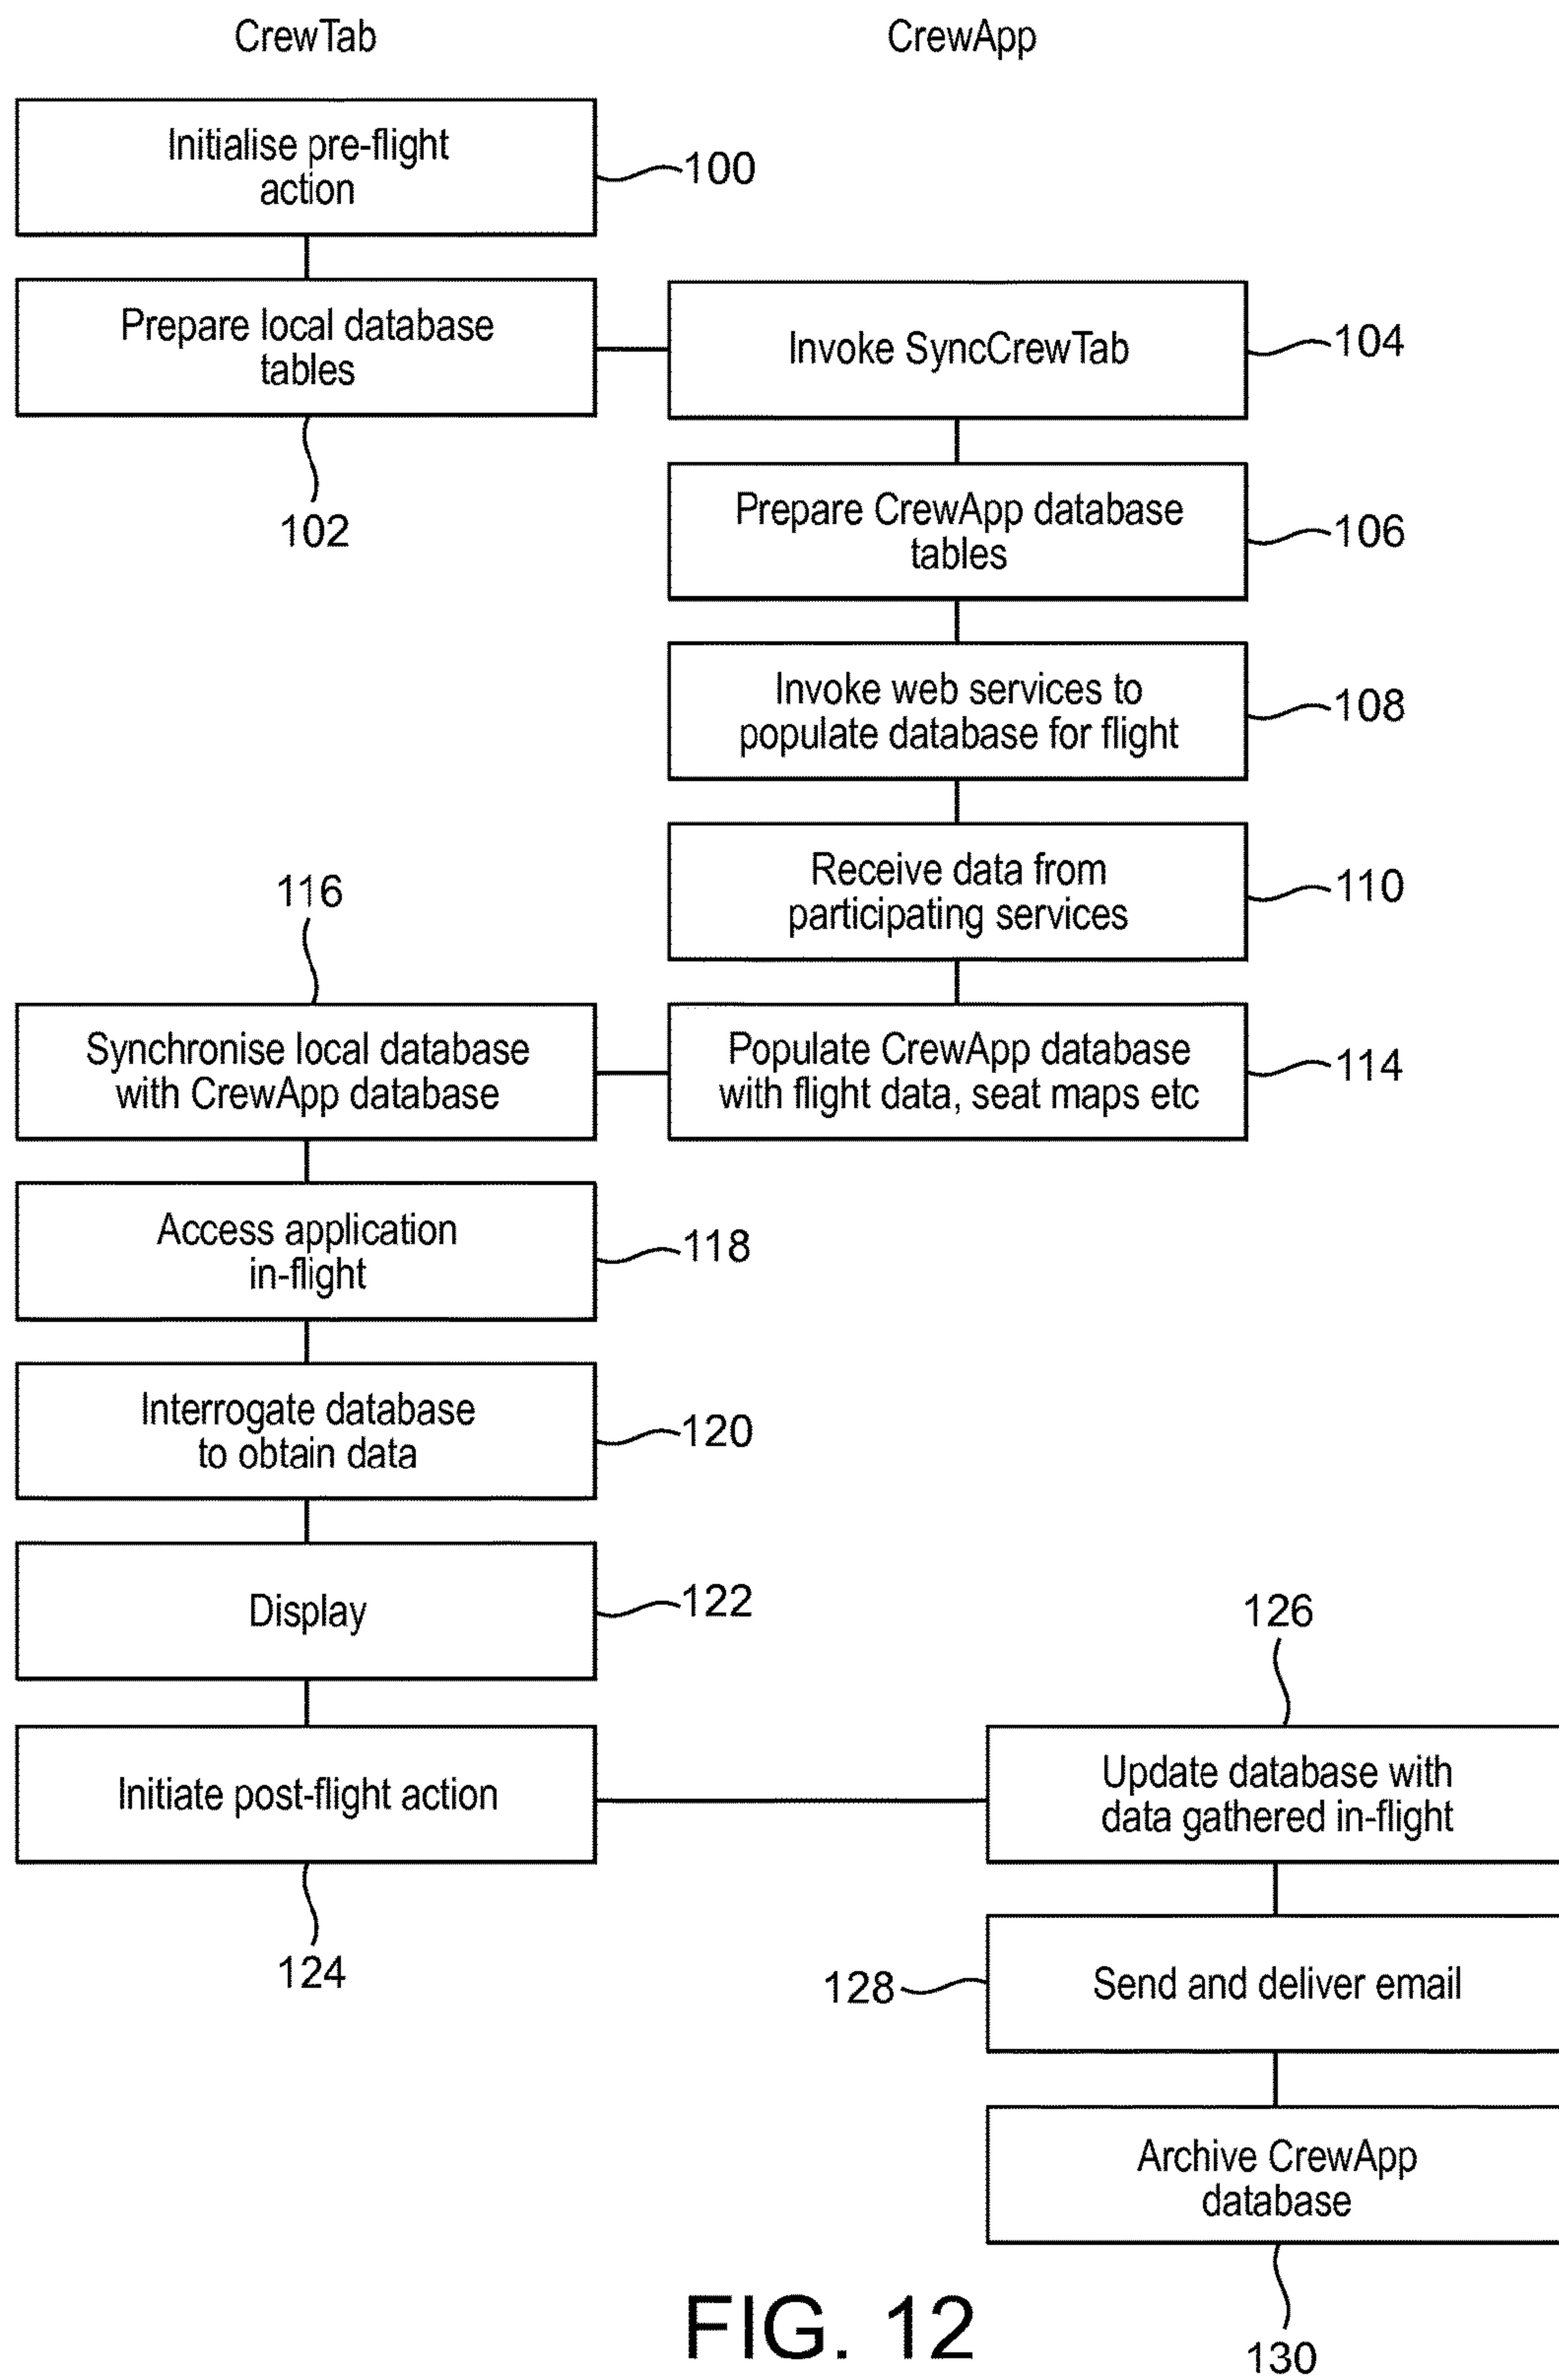 CrewTab
CrewApp
Initialise pre-flight
action
100
Prepare local database
tables
102
Invoke SyncCrewTab
104
Prepare CrewApp database
tables
106
Invoke web services to
populate database for flight
108
Receive data from
participating services
110
116
Synchronise local database
with CrewApp database
Populate CrewApp database
with flight data, seat maps etc
114
Access application
in-flight
118
Interrogate database
to obtain data
120
Display
122
Initiate post-flight action
124
126
Update database with
data gathered in-flight
128
Send and deliver email
Archive CrewApp
database
130
FIG. 12